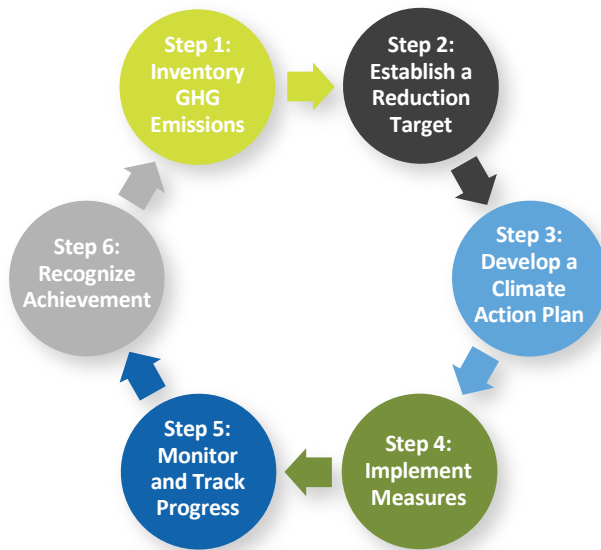 Step 1:
Inventory
GHG
Emissions
Step 2:
Establish a
Reduction
Target
Step 3:
Develop a
Climate
Action Plan
Step 4:
Implement
Measures
Step 5:
Monitor
and Track
Progress
Step 6:
Recognize
Achievement